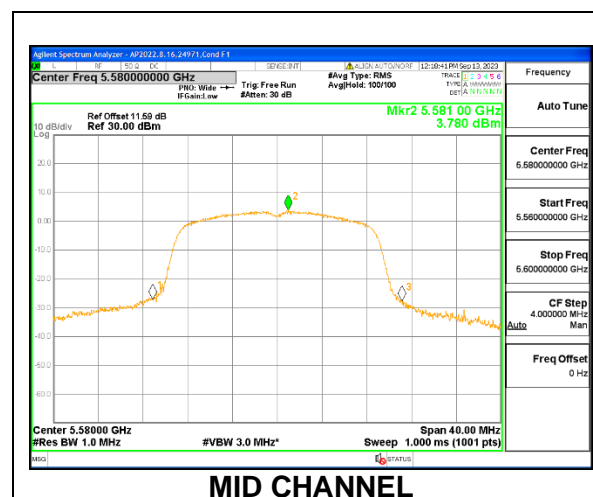 Agilent Spectrum Analyzer - AP2022.8.16,24971,Cond F1
L RF 50 Ω DC SENSE:INT ALIGN AUTO/NORF 12:18:41 PM Sep 13, 2023
Center Freq 5.580000000 GHz #Avg Type: RMS TRACE 1 2 3 4 5 6 Frequency
PNO: Wide Trig: Free Run Avg|Hold: 100/100 TYPE A WWWWW
IFGain:Low #Atten: 30 dB DET A N N N N N
Auto Tune
Ref Offset 11.59 dB Mkr2 5.581 00 GHz
10 dB/div Ref 30.00 dBm 3.780 dBm
Log
20.0
10.0
0.00
-10.0
-20.0
-30.0
-40.0
-50.0
-60.0
1
2
3
Center Freq
5.580000000 GHz
Start Freq
5.560000000 GHz
Stop Freq
5.600000000 GHz
CF Step
4.000000 MHz
Auto Man
Freq Offset
0 Hz
Center 5.58000 GHz Span 40.00 MHz
#Res BW 1.0 MHz #VBW 3.0 MHz* Sweep 1.000 ms (1001 pts)
MSG STATUS
MID CHANNEL